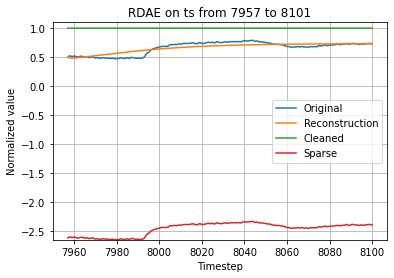 RDAE on ts from 7957 to 8101
Normalized value
1.0
0.5
0.0
−0.5
−1.0
−1.5
−2.0
−2.5
Original
Reconstruction
Cleaned
Sparse
7960 7980 8000 8020 8040 8060 8080 8100
Timestep